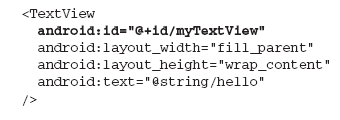 <TextView
android:id="@+id/myTextView"
android:layout_width="fill_parent"
android:layout_height="wrap_content"
android:text="@string/hello"
/>